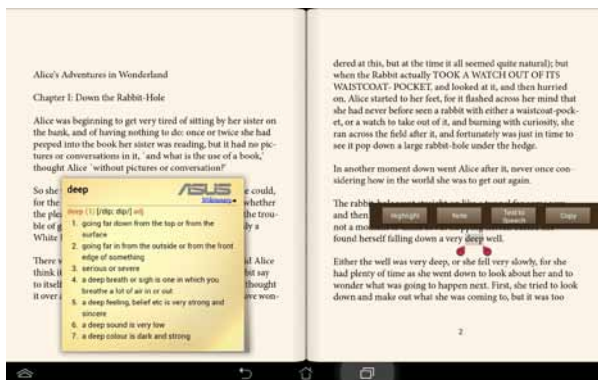 Alice's Adventures in Wonderland
Chapter I: Down the Rabbit-Hole
Alice was beginning to get very tired of sitting by her sister on
the bank, and of having nothing to do: once or twice she had
peeped into the book her sister was reading, but it had no pic-
tures or conversations in it, `and what is the use of a book,'
thought Alice `without pictures or conversation?'
So she
for the
the ple
ble of g
White
There w
think it
to itself
it over
e could,
whether
the trou-
ly a
d Alice
bit say
thought
ve won-
deep
ASUS
deep (1) [/dip; dip/] adj
1. going far down from the top or from the
surface
2. going far in from the outside or from the front
edge of something
3. serious or severe
4. a deep breath or sigh is one in which you
breathe a lot of air in or out
5. a deep feeling, belief etc is very strong and
sincere
6. a deep sound is very low
7. a deep colour is dark and strong
dered at this, but at the time it all seemed quite natural); but
when the Rabbit actually TOOK A WATCH OUT OF ITS
WAISTCOAT- POCKET, and looked at it, and then hurried
on, Alice started to her feet, for it flashed across her mind that
she had never before seen a rabbit with either a waistcoat-pock-
et, or a watch to take out of it, and burning with curiosity, she
ran across the field after it, and fortunately was just in time to
see it pop down a large rabbit-hole under the hedge.
In another moment down went Alice after it, never once con-
sidering how in the world she was to get out again.
The rabbit
and then
Highlight
Note
Text to
Speech
Copy
not a mo
found herself falling down a very deep well.
Either the well was very deep, or she fell very slowly, for she
had plenty of time as she went down to look about her and to
wonder what was going to happen next. First, she tried to look
down and make out what she was coming to, but it was too
2